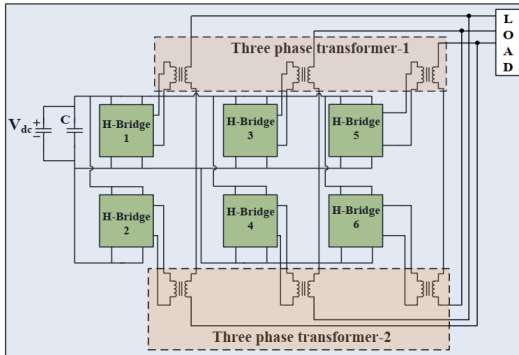 L
O
A
D
Three phase transformer-1
Vdc
+
−
C
H-Bridge
1
H-Bridge
3
H-Bridge
5
H-Bridge
2
H-Bridge
4
H-Bridge
6
Three phase transformer-2